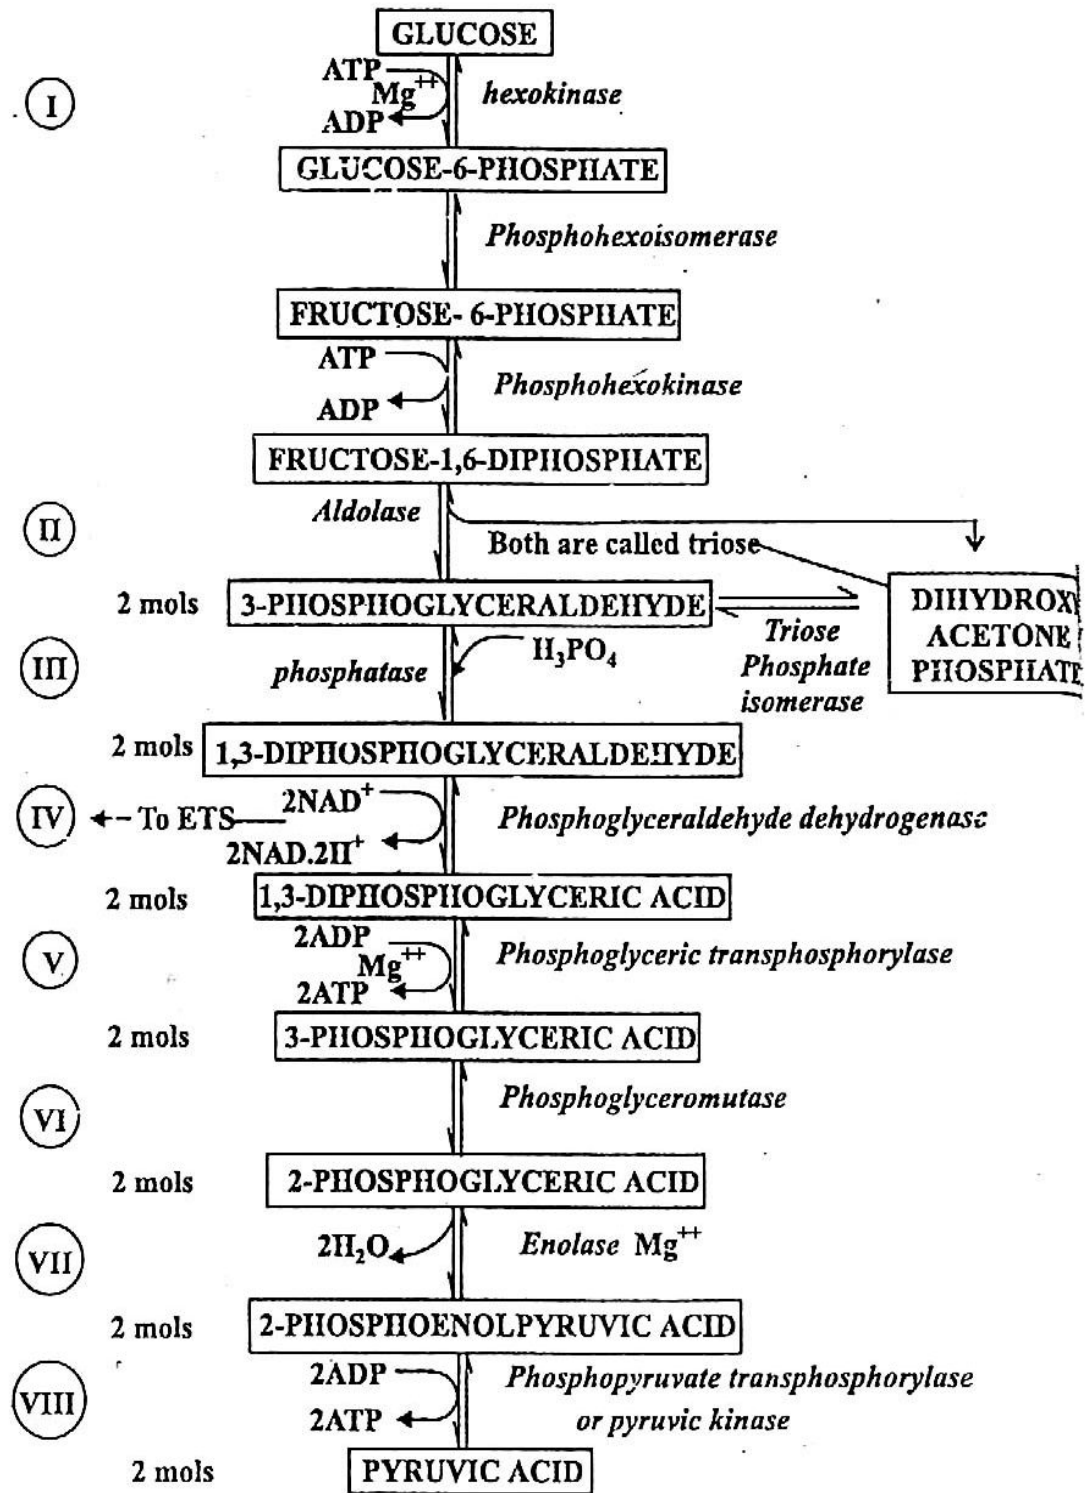 GLUCOSE
ATP
Mg++
ADP
hexokinase
I
GLUCOSE-6-PHOSPHATE
Phosphohexoisomerase
FRUCTOSE- 6-PHOSPHATE
ATP
ADP
Phosphohexokinase
FRUCTOSE-1,6-DIPHOSPHATE
Aldolase
II
Both are called triose
2 mols
3-PHOSPHOGLYCERALDEHYDE
DIHYDROXY
ACETONE
PHOSPHATE
Triose
Phosphate
isomerase
III
phosphatase
H₃PO₄
2 mols
1,3-DIPHOSPHOGLYCERALDEHYDE
IV
To ETS
2NAD⁺
2NAD.2H⁺
Phosphoglyceraldehyde dehydrogenase
2 mols
1,3-DIPHOSPHOGLYCERIC ACID
V
2ADP
Mg++
2ATP
Phosphoglyceric transphosphorylase
2 mols
3-PHOSPHOGLYCERIC ACID
VI
Phosphoglyceromutase
2 mols
2-PHOSPHOGLYCERIC ACID
VII
2H₂O
Enolase Mg++
2 mols
2-PHOSPHOENOLPYRUVIC ACID
VIII
2ADP
2ATP
Phosphopyruvate transphosphorylase
or pyruvic kinase
2 mols
PYRUVIC ACID